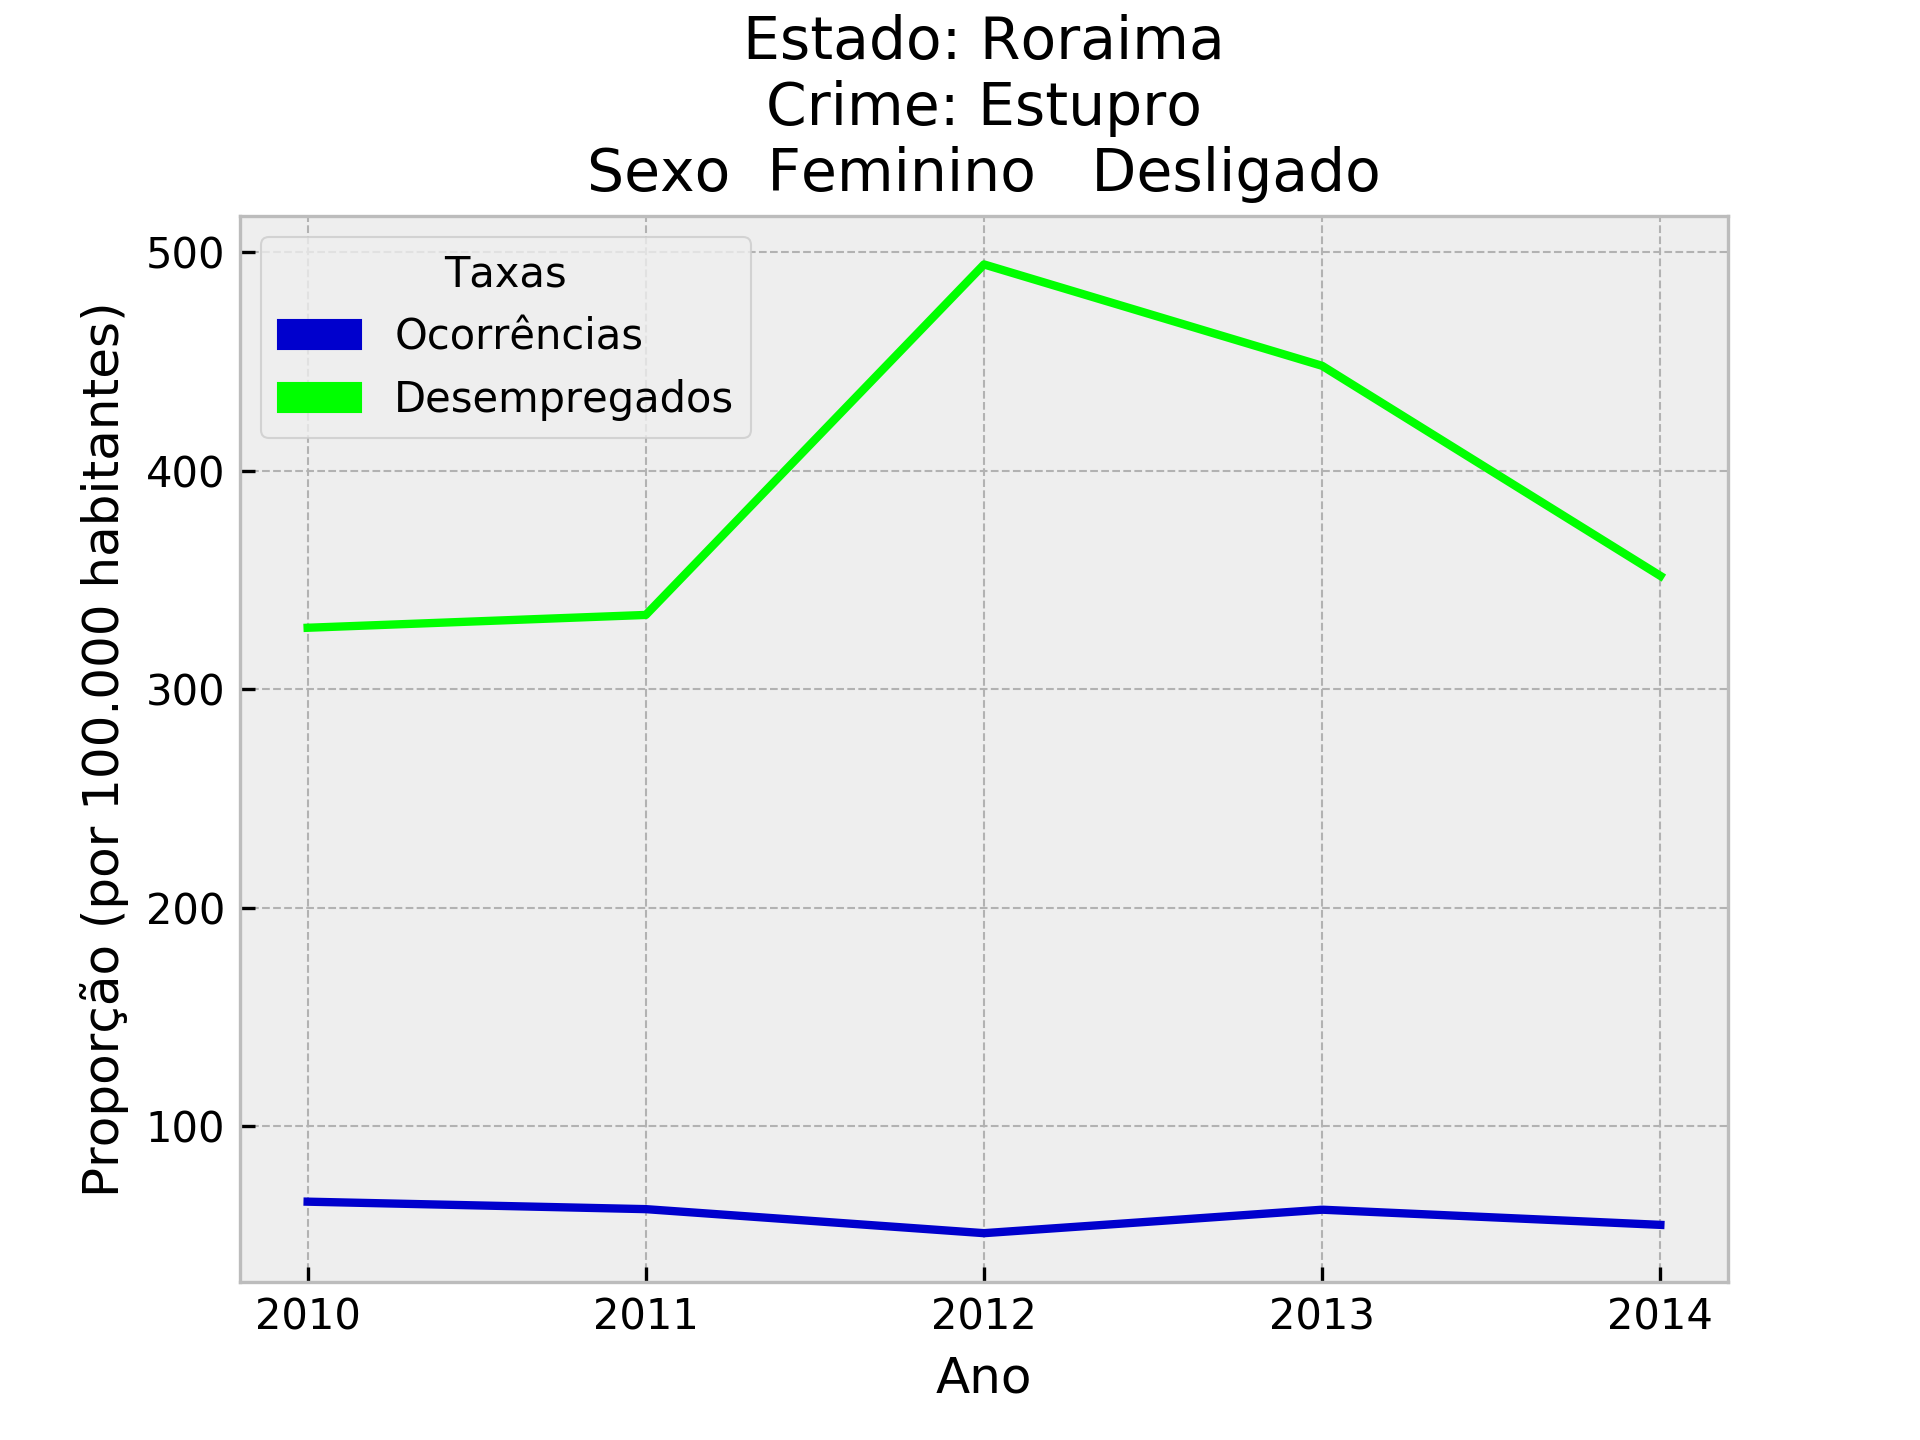 Estado: Roraima
Crime: Estupro
Sexo  Feminino   Desligado
Taxas
Ocorrências
Desempregados
Proporção (por 100.000 habitantes)
500
400
300
200
100
2010
2011
2012
2013
2014
Ano